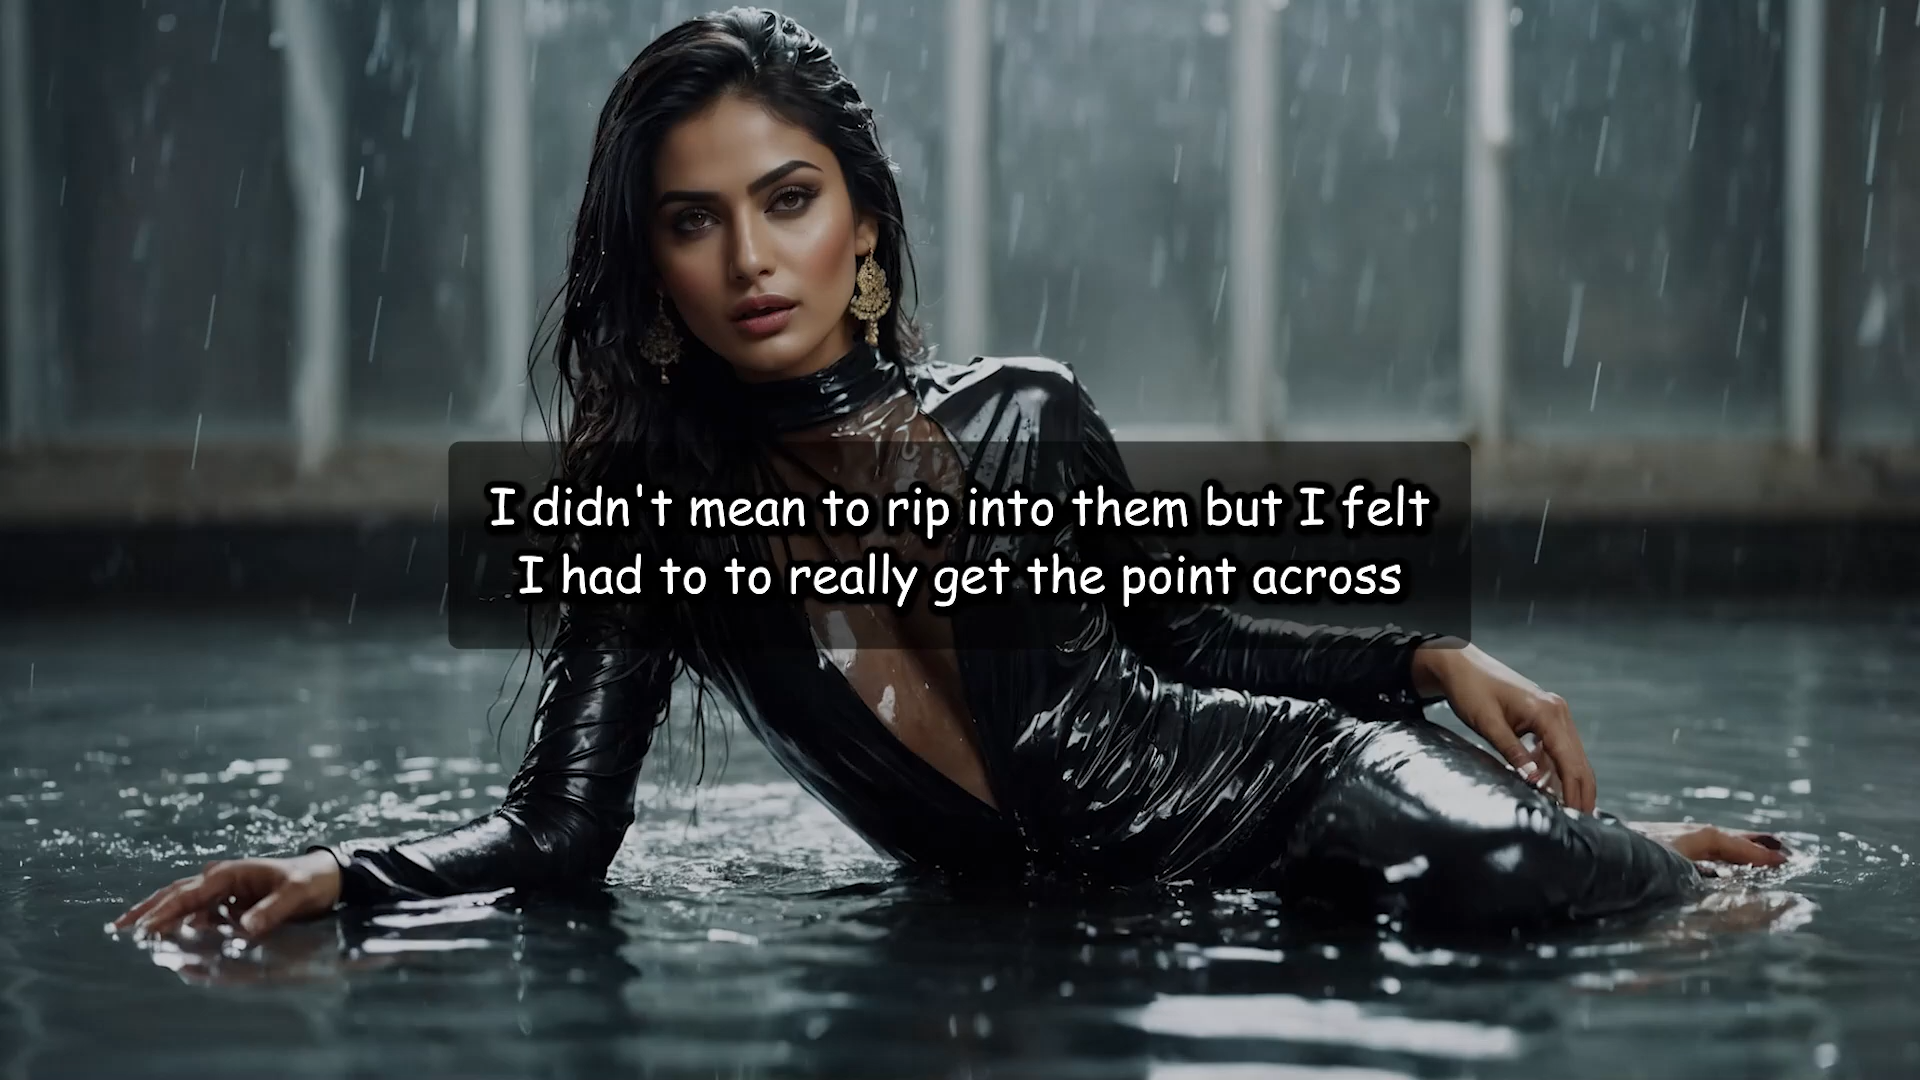 I didn't mean to rip into them but I felt
I had to to really get the point across